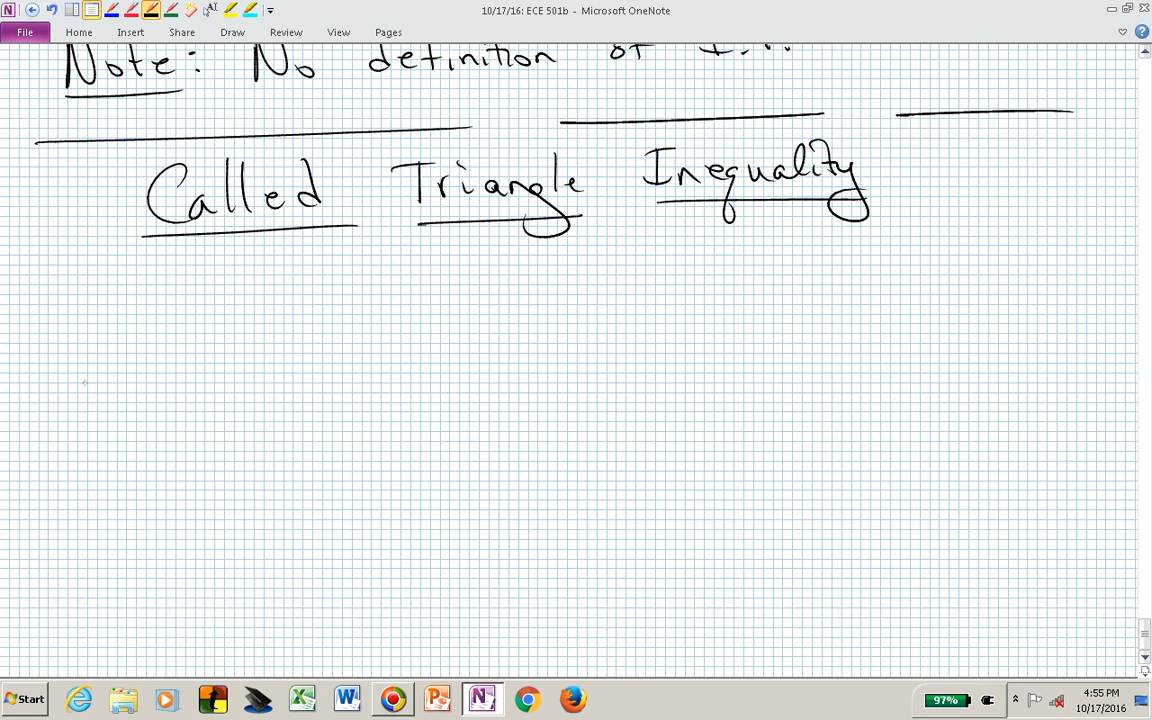 10/17/16: ECE 501b - Microsoft OneNote
File Home Insert Share Draw Review View Pages
Note: No definition of
Called Triangle Inequality
Start
97%
4:55 PM
10/17/2016